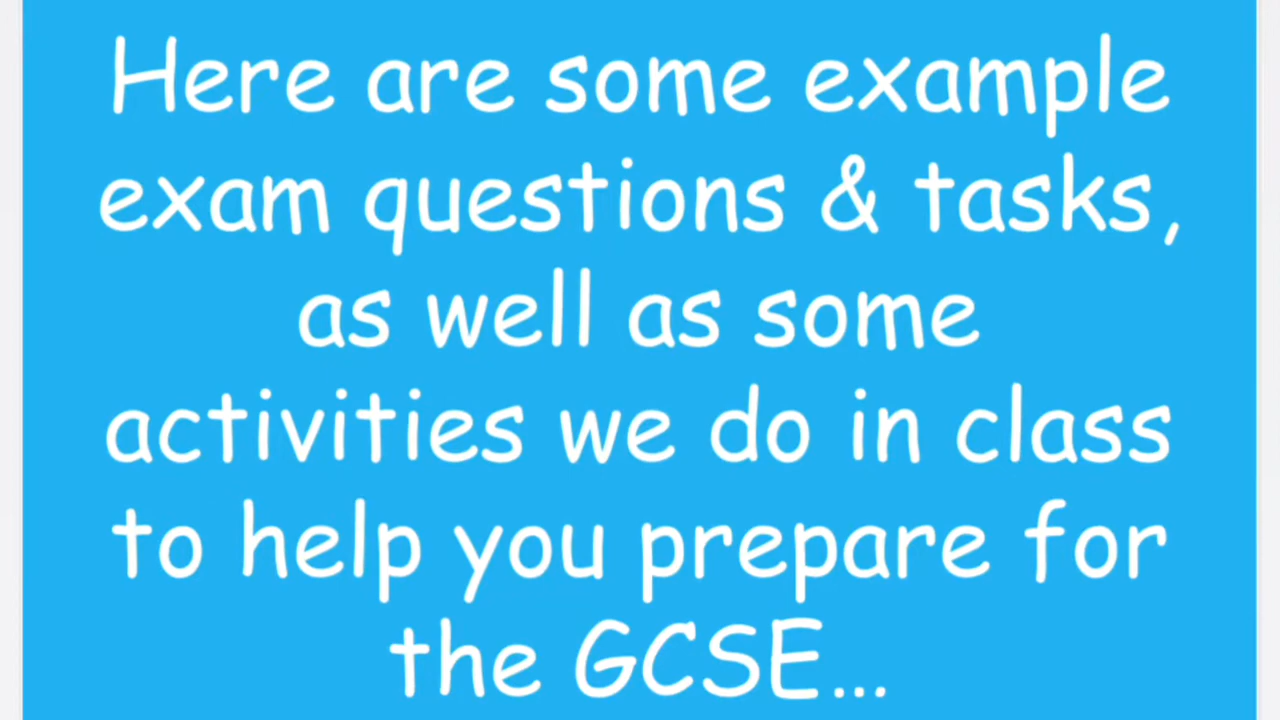 Here are some example
exam questions & tasks,
as well as some
activities we do in class
to help you prepare for
the GCSE...